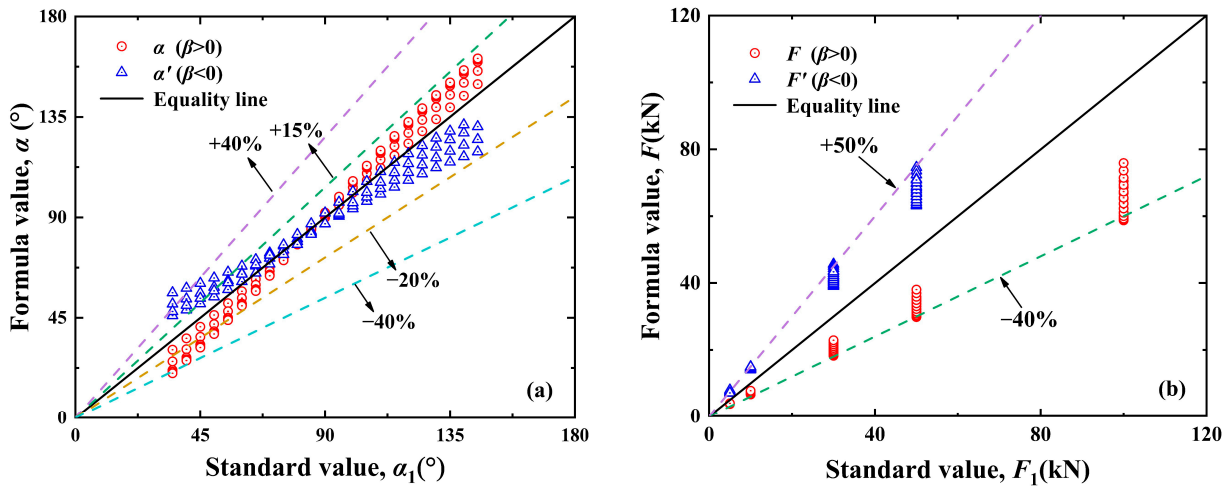 180
135
90
45
0
0
45
90
135
180
Formula value, α (°)
Standard value, α₁(°)
α (β>0)
α′ (β<0)
Equality line
+40%
+15%
−20%
−40%
(a)
120
80
40
0
0
40
80
120
Formula value, F(kN)
Standard value, F₁(kN)
F (β>0)
F′ (β<0)
Equality line
+50%
−40%
(b)